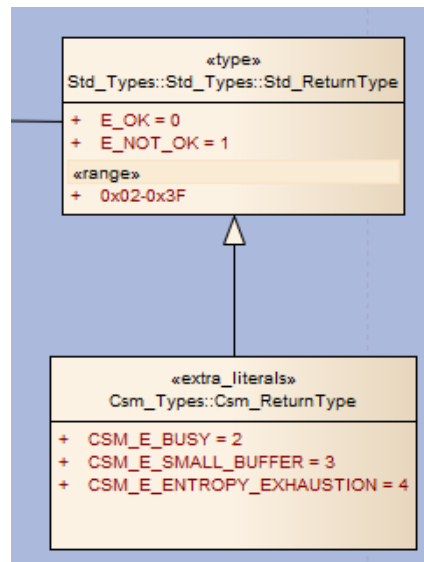 «type»
Std_Types::Std_Types::Std_ReturnType
+ E_OK = 0
+ E_NOT_OK = 1
«range»
+ 0x02-0x3F
«extra_literals»
Csm_Types::Csm_ReturnType
+ CSM_E_BUSY = 2
+ CSM_E_SMALL_BUFFER = 3
+ CSM_E_ENTROPY_EXHAUSTION = 4